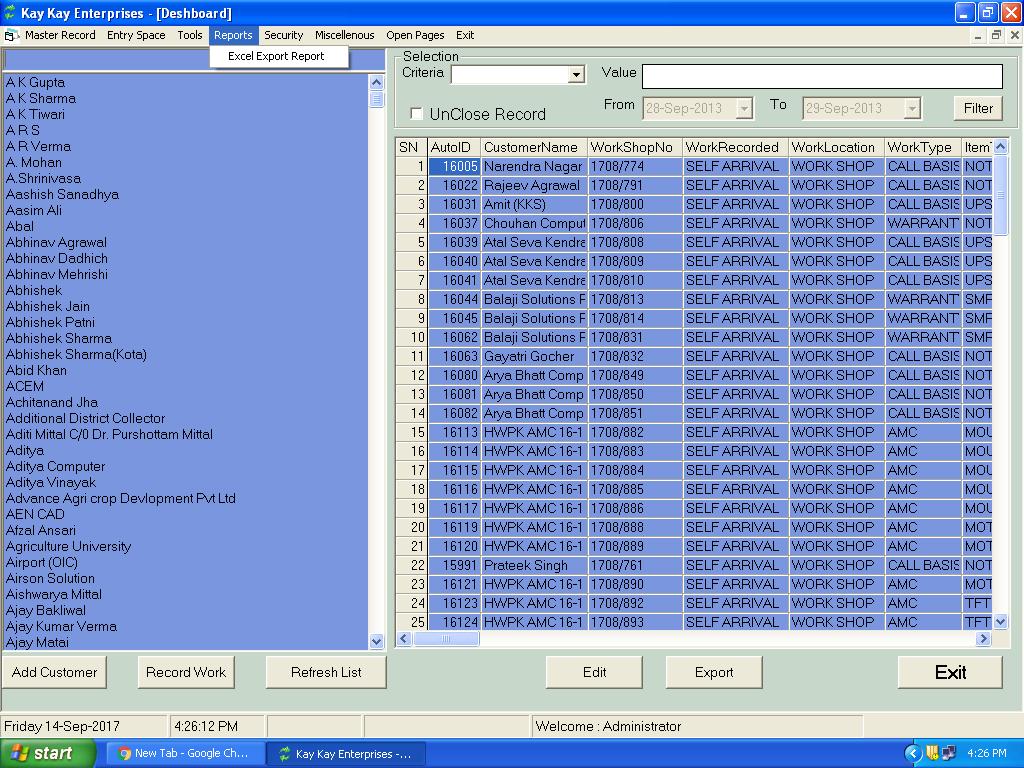 Kay Kay Enterprises - [Deshboard]
Master Record Entry Space Tools Reports Security Miscellenous Open Pages Exit
Excel Export Report
Selection
Criteria Value
UnClose Record From 28-Sep-2013 To 29-Sep-2013 Filter
A K Gupta
A K Sharma
A K Tiwari
A R S
A R Verma
A. Mohan
A.Shrinivasa
Aashish Sanadhya
Aasim Ali
Abal
Abhinav Agrawal
Abhinav Dadhich
Abhinav Mehrishi
Abhishek
Abhishek Jain
Abhishek Patni
Abhishek Sharma
Abhishek Sharma(Kota)
Abid Khan
ACEM
Achitanand Jha
Additional District Collector
Aditi Mittal C/0 Dr. Purshottam Mittal
Aditya
Aditya Computer
Aditya Vinayak
Advance Agri crop Devlopment Pvt Ltd
AEN CAD
Afzal Ansari
Agriculture University
Airport (OIC)
Airson Solution
Aishwarya Mittal
Ajay Bakliwal
Ajay Kumar Verma
Ajay Matai
SN AutoID CustomerName WorkShopNo WorkRecorded WorkLocation WorkType ItemT
1 16005 Narendra Nagar 1708/774 SELF ARRIVAL WORK SHOP CALL BASIS NOT
2 16022 Rajeev Agrawal 1708/791 SELF ARRIVAL WORK SHOP CALL BASIS NOT
3 16031 Amit (KKS) 1708/800 SELF ARRIVAL WORK SHOP CALL BASIS UPS
4 16037 Chouhan Comput 1708/806 SELF ARRIVAL WORK SHOP WARRANT NOT
5 16039 Atal Seva Kendra 1708/808 SELF ARRIVAL WORK SHOP CALL BASIS UPS
6 16040 Atal Seva Kendra 1708/809 SELF ARRIVAL WORK SHOP CALL BASIS UPS
7 16041 Atal Seva Kendra 1708/810 SELF ARRIVAL WORK SHOP CALL BASIS UPS
8 16044 Balaji Solutions P 1708/813 SELF ARRIVAL WORK SHOP WARRANT SMP
9 16045 Balaji Solutions P 1708/814 SELF ARRIVAL WORK SHOP WARRANT SMP
10 16062 Balaji Solutions P 1708/831 SELF ARRIVAL WORK SHOP WARRANT SMP
11 16063 Gayatri Gocher 1708/832 SELF ARRIVAL WORK SHOP CALL BASIS NOT
12 16080 Arya Bhatt Comp 1708/849 SELF ARRIVAL WORK SHOP CALL BASIS NOT
13 16081 Arya Bhatt Comp 1708/850 SELF ARRIVAL WORK SHOP CALL BASIS NOT
14 16082 Arya Bhatt Comp 1708/851 SELF ARRIVAL WORK SHOP CALL BASIS NOT
15 16113 HWPK AMC 16-1 1708/882 SELF ARRIVAL WORK SHOP AMC MOU
16 16114 HWPK AMC 16-1 1708/883 SELF ARRIVAL WORK SHOP AMC MOU
17 16115 HWPK AMC 16-1 1708/884 SELF ARRIVAL WORK SHOP AMC MOU
18 16116 HWPK AMC 16-1 1708/885 SELF ARRIVAL WORK SHOP AMC MOU
19 16117 HWPK AMC 16-1 1708/886 SELF ARRIVAL WORK SHOP AMC MOU
20 16119 HWPK AMC 16-1 1708/888 SELF ARRIVAL WORK SHOP AMC MOT
21 16120 HWPK AMC 16-1 1708/889 SELF ARRIVAL WORK SHOP AMC MOT
22 15991 Prateek Singh 1708/761 SELF ARRIVAL WORK SHOP CALL BASIS NOT
23 16121 HWPK AMC 16-1 1708/890 SELF ARRIVAL WORK SHOP AMC MOT
24 16123 HWPK AMC 16-1 1708/892 SELF ARRIVAL WORK SHOP AMC TFT
25 16124 HWPK AMC 16-1 1708/893 SELF ARRIVAL WORK SHOP AMC TFT
Add Customer Record Work Refresh List Edit Export Exit
Friday 14-Sep-2017 4:26:12 PM Welcome : Administrator
start New Tab - Google Ch... Kay Kay Enterprises -... 4:26 PM